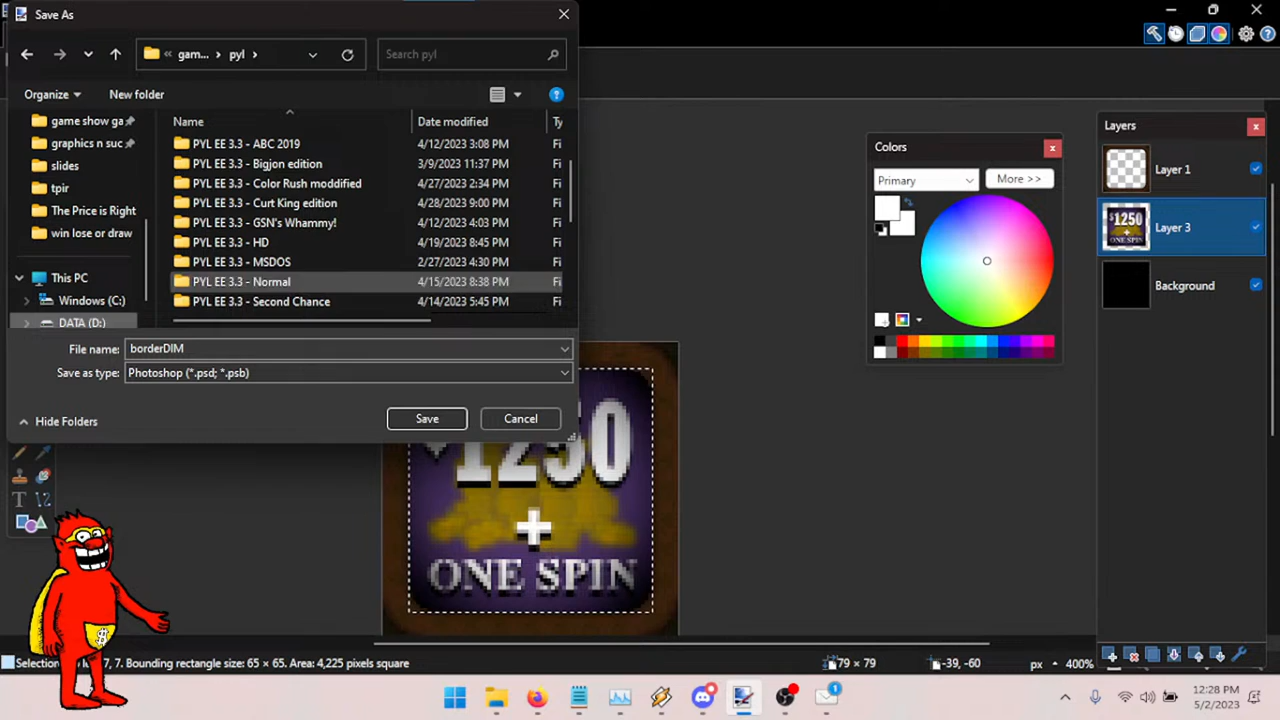 Save As
gam... › pyl ›
Search pyl
Organize
New folder
Name
Date modified
Ty
game show ga
graphics n suc
slides
tpir
The Price is Right
win lose or draw
This PC
Windows (C:)
DATA (D:)
PYL EE 3.3 - ABC 2019
4/12/2023 3:08 PM
Fi
PYL EE 3.3 - Bigjon edition
3/9/2023 11:37 PM
Fi
PYL EE 3.3 - Color Rush modified
4/27/2023 2:34 PM
Fi
PYL EE 3.3 - Curt King edition
4/28/2023 9:00 PM
Fi
PYL EE 3.3 - GSN's Whammy!
4/19/2023 4:03 PM
Fi
PYL EE 3.3 - HD
4/19/2023 8:45 PM
Fi
PYL EE 3.3 - MSDOS
2/27/2023 4:30 PM
Fi
PYL EE 3.3 - Normal
4/15/2023 8:38 PM
Fi
PYL EE 3.3 - Second Chance
4/14/2023 5:45 PM
Fi
File name:
borderDIM
Save as type:
Photoshop (*.psd; *.psb)
Hide Folders
Save
Cancel
Colors
Primary
More >>
Layers
Layer 1
$1250
+
ONE SPIN
Layer 3
Background
$1250
+
ONE SPIN
$
Selection
7, 7. Bounding rectangle size: 65 × 65. Area: 4,225 pixels square
79 × 79
-39, -60
px
400%
1
12:28 PM
5/2/2023